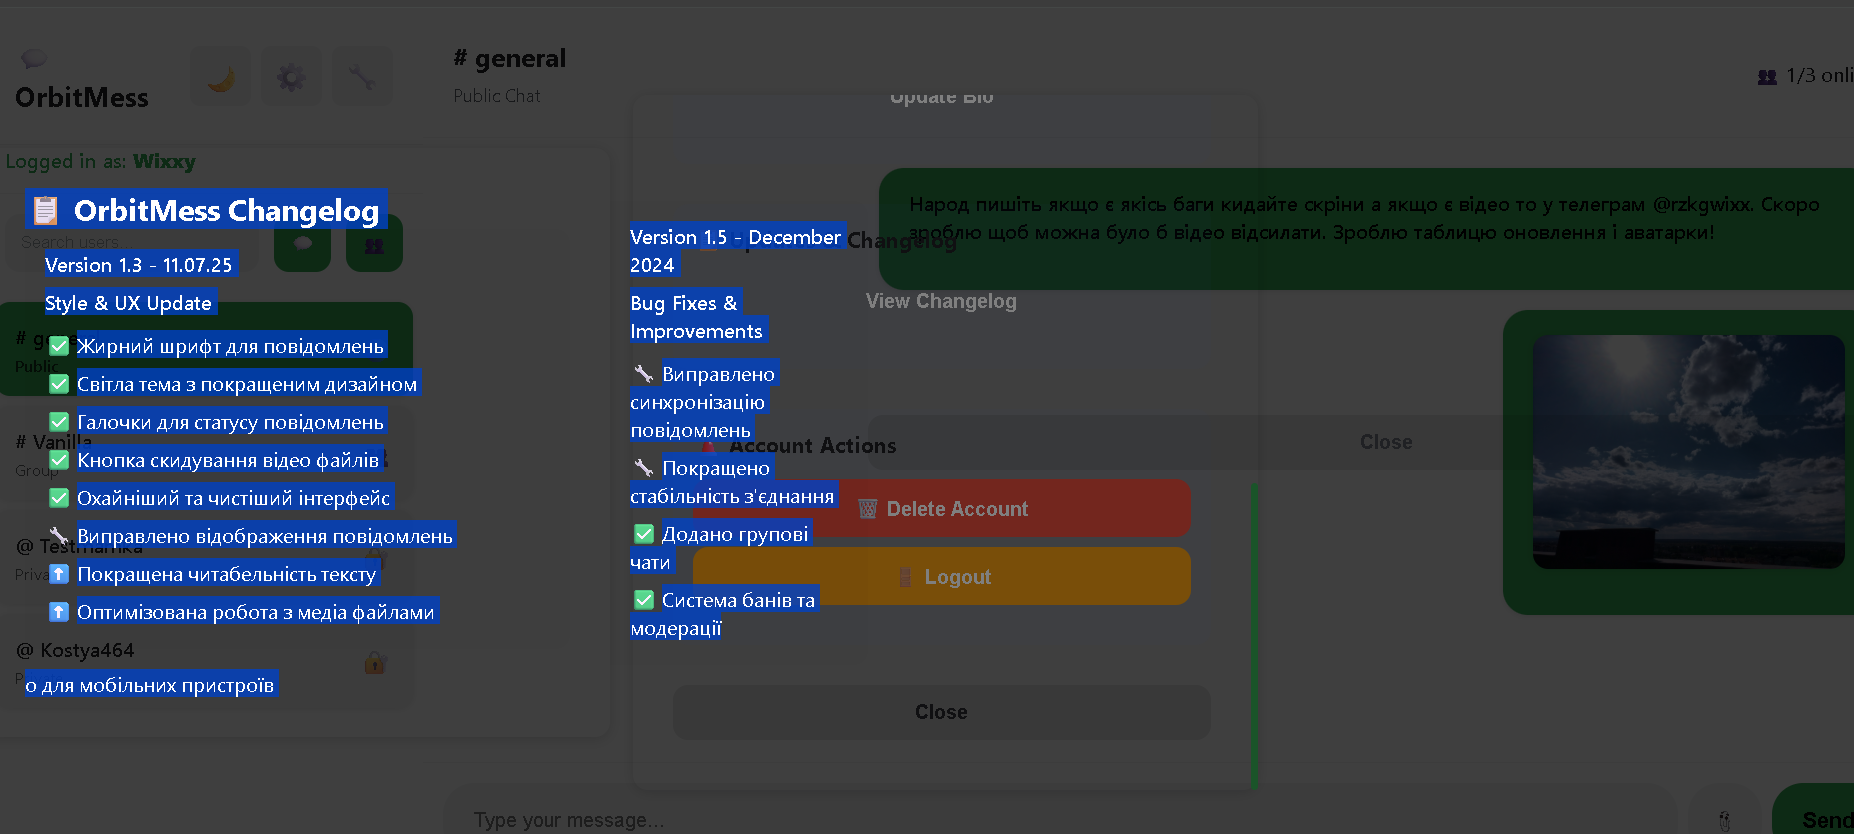 OrbitMess
# general
Public Chat
1/3 onli
Update Bio
Logged in as: Wixxy
Народ пишіть якщо є якісь баги кидайте скріни а якщо є відео то у телеграм @rzkgwixx. Скоро
зроблю щоб можна було б відео відсилати. Зроблю таблицю оновлення і аватарки!
OrbitMess Changelog
Search users...
Version 1.3 - 11.07.25
Style & UX Update
Жирний шрифт для повідомлень
Світла тема з покращеним дизайном
Галочки для статусу повідомлень
Кнопка скидування відео файлів
Охайніший та чистіший інтерфейс
Виправлено відображення повідомлень
Покращена читабельність тексту
Оптимізована робота з медіа файлами
о для мобільних пристроїв
Public
# Vanilla
Group
@ Testmamka
Priva
@ Kostya464
Version 1.5 - December
2024
Bug Fixes &
Improvements
Виправлено
синхронізацію
повідомлень
Покращено
стабільність з'єднання
Додано групові
чати
Система банів та
модерації
Changelog
View Changelog
Account Actions
Delete Account
Logout
Close
Close
Type your message...
Send